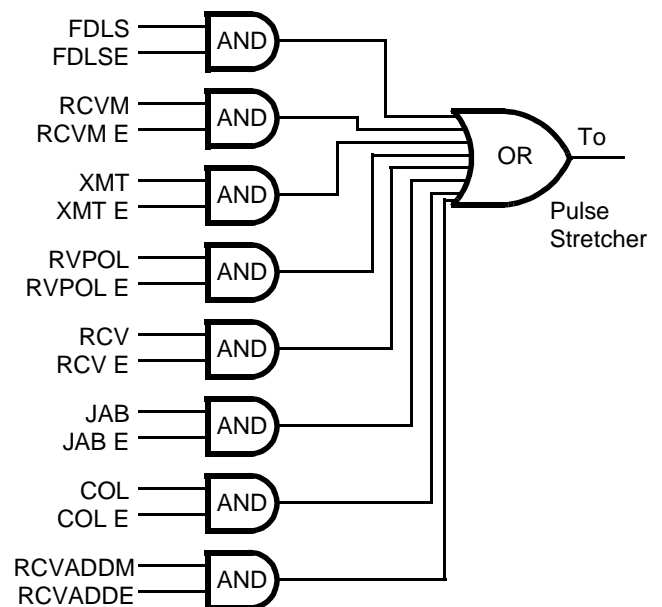 FDLS
FDLSE
AND
RCVM
RCVM E
AND
XMT
XMT E
AND
RVPOL
RVPOL E
AND
RCV
RCV E
AND
JAB
JAB E
AND
COL
COL E
AND
RCVADDM
RCVADDE
AND
OR
To
Pulse
Stretcher